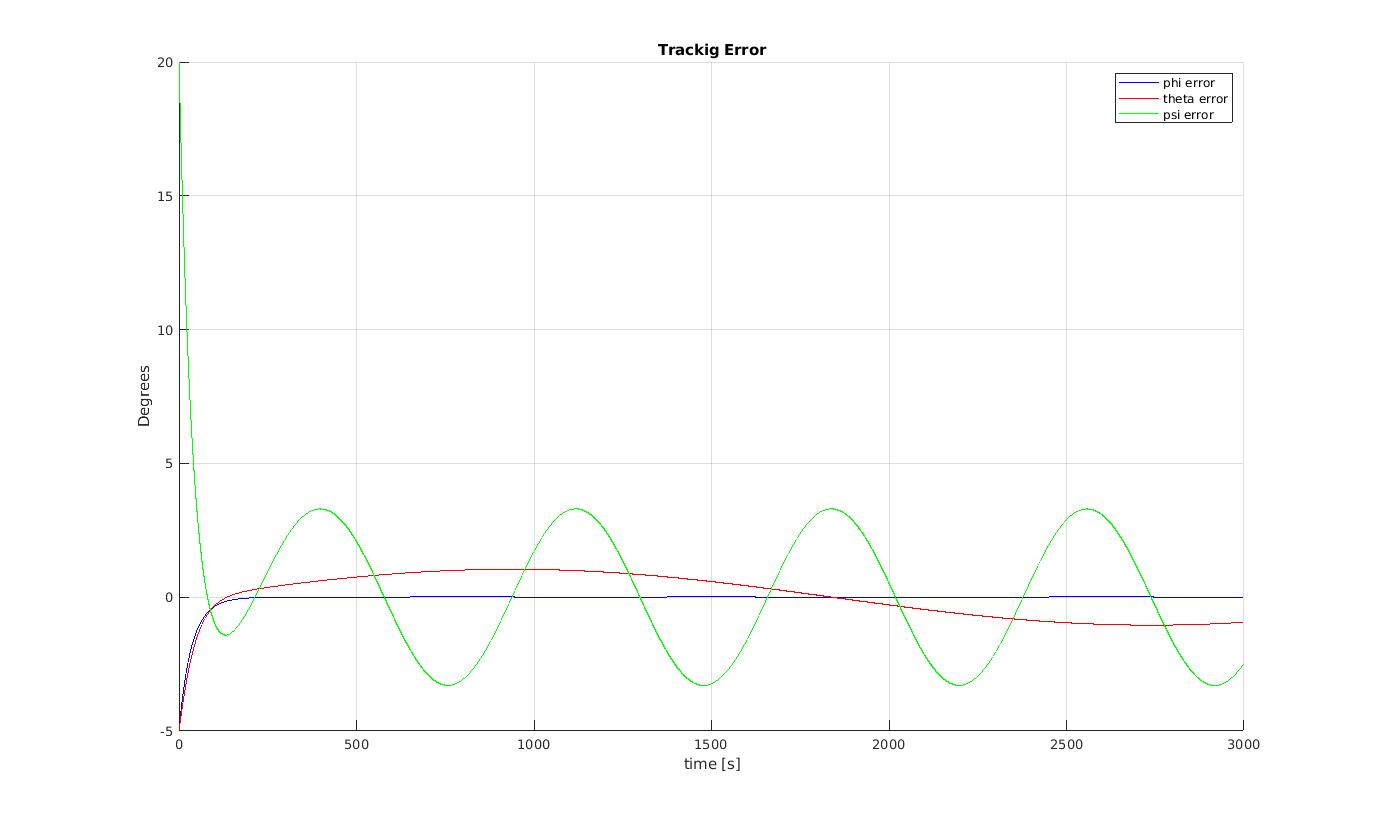 Trackig Error
phi error
theta error
psi error
20
15
10
5
0
-5
Degrees
0 500 1000 1500 2000 2500 3000
time [s]